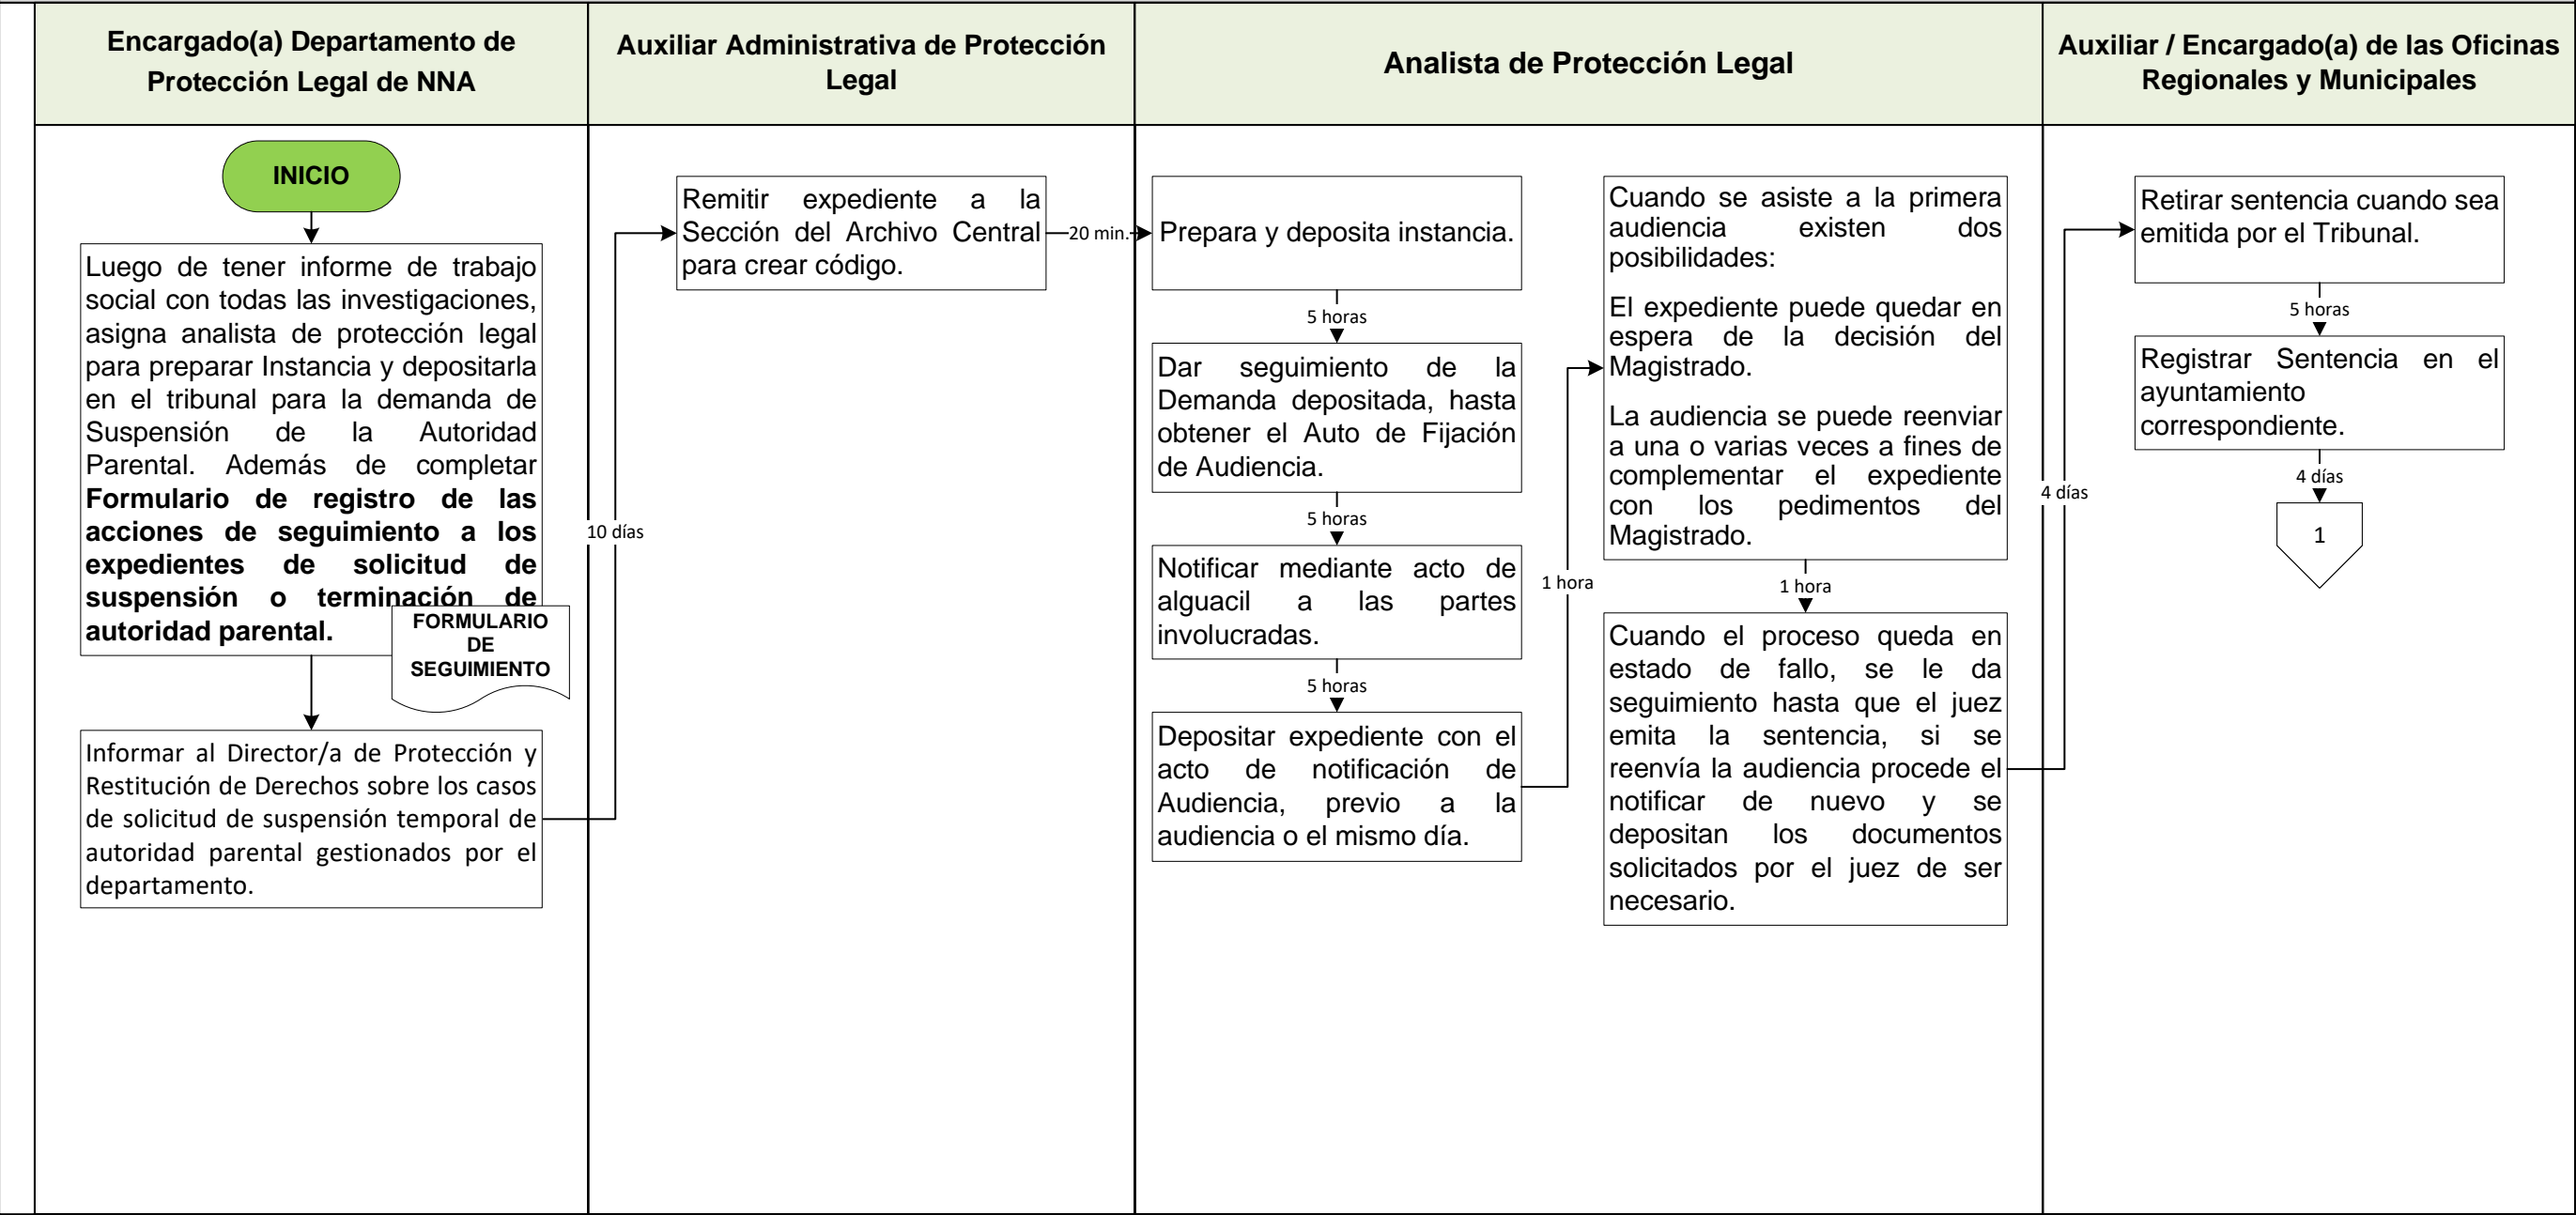 Encargado(a) Departamento de
Protección Legal de NNA
Auxiliar Administrativa de Protección
Legal
Analista de Protección Legal
Auxiliar / Encargado(a) de las Oficinas
Regionales y Municipales
INICIO
Luego de tener informe de trabajo
social con todas las investigaciones,
asigna analista de protección legal
para preparar Instancia y depositarla
en el tribunal para la demanda de
Suspensión de la Autoridad
Parental. Además de completar
Formulario de registro de las
acciones de seguimiento a los
expedientes de solicitud de
suspensión o terminación de
autoridad parental.
FORMULARIO
DE
SEGUIMIENTO
Informar al Director/a de Protección y
Restitución de Derechos sobre los casos
de solicitud de suspensión temporal de
autoridad parental gestionados por el
departamento.
10 días
Remitir expediente a la
Sección del Archivo Central
para crear código.
20 min.
Prepara y deposita instancia.
5 horas
Dar seguimiento de la
Demanda depositada, hasta
obtener el Auto de Fijación
de Audiencia.
5 horas
Notificar mediante acto de
alguacil a las partes
involucradas.
5 horas
Depositar expediente con el
acto de notificación de
Audiencia, previo a la
audiencia o el mismo día.
1 hora
Cuando se asiste a la primera
audiencia existen dos
posibilidades:
El expediente puede quedar en
espera de la decisión del
Magistrado.
La audiencia se puede reenviar
a una o varias veces a fines de
complementar el expediente
con los pedimentos del
Magistrado.
1 hora
Cuando el proceso queda en
estado de fallo, se le da
seguimiento hasta que el juez
emita la sentencia, si se
reenvía la audiencia procede el
notificar de nuevo y se
depositan los documentos
solicitados por el juez de ser
necesario.
4 días
Retirar sentencia cuando sea
emitida por el Tribunal.
5 horas
Registrar Sentencia en el
ayuntamiento
correspondiente.
4 días
1